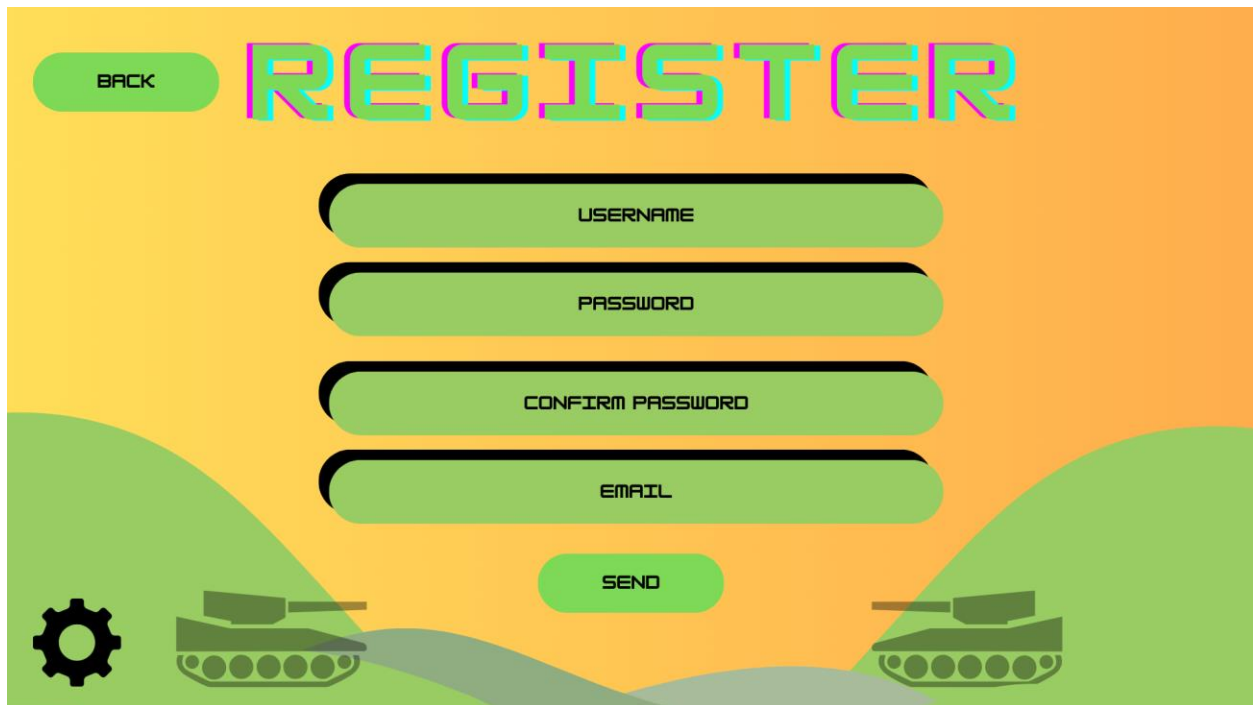 BACK
REGISTER
USERNAME
PASSWORD
CONFIRM PASSWORD
EMAIL
SEND